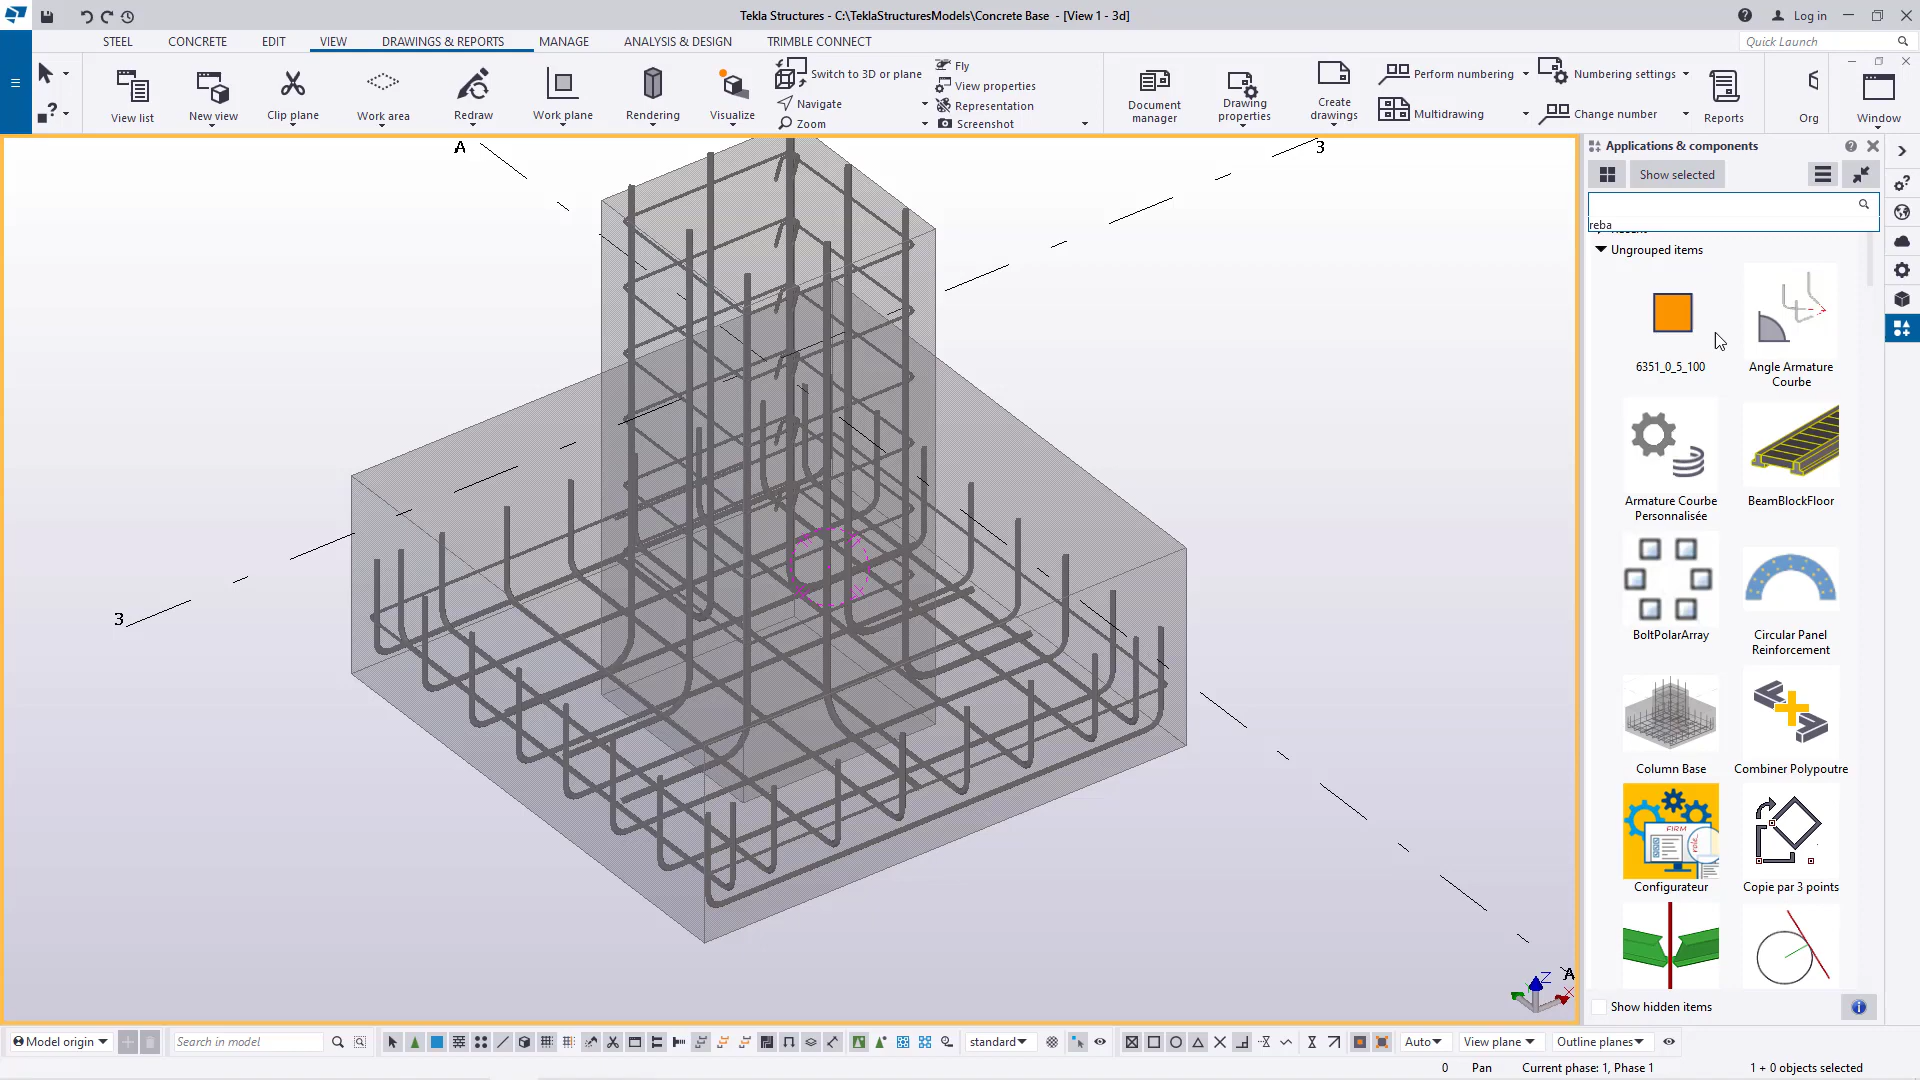 Tekla Structures - C:\TeklaStructuresModels\Concrete Base - [View 1 - 3d]
Log in
STEEL
CONCRETE
EDIT
VIEW
DRAWINGS & REPORTS
MANAGE
ANALYSIS & DESIGN
TRIMBLE CONNECT
Quick Launch
View list
New view
Clip plane
Work area
Redraw
Work plane
Rendering
Visualize
Switch to 3D or plane
Navigate
Zoom
Fly
View properties
Representation
Screenshot
Document
manager
Drawing
properties
Create
drawings
Perform numbering
Multidrawing
Numbering settings
Change number
Reports
Org
Window
Applications & components
Show selected
reba
Ungrouped items
6351_0_5_100
Angle Armature
Courbe
Armature Courbe
Personnalisée
BeamBlockFloor
BoltPolarArray
Circular Panel
Reinforcement
Column Base
Combiner Polypoutre
FIRM
Configurateur
Copie par 3 points
Show hidden items
A
3
3
A
Z
X
Model origin
Search in model
standard
Auto
View plane
Outline planes
0
Pan
Current phase: 1, Phase 1
1 + 0 objects selected